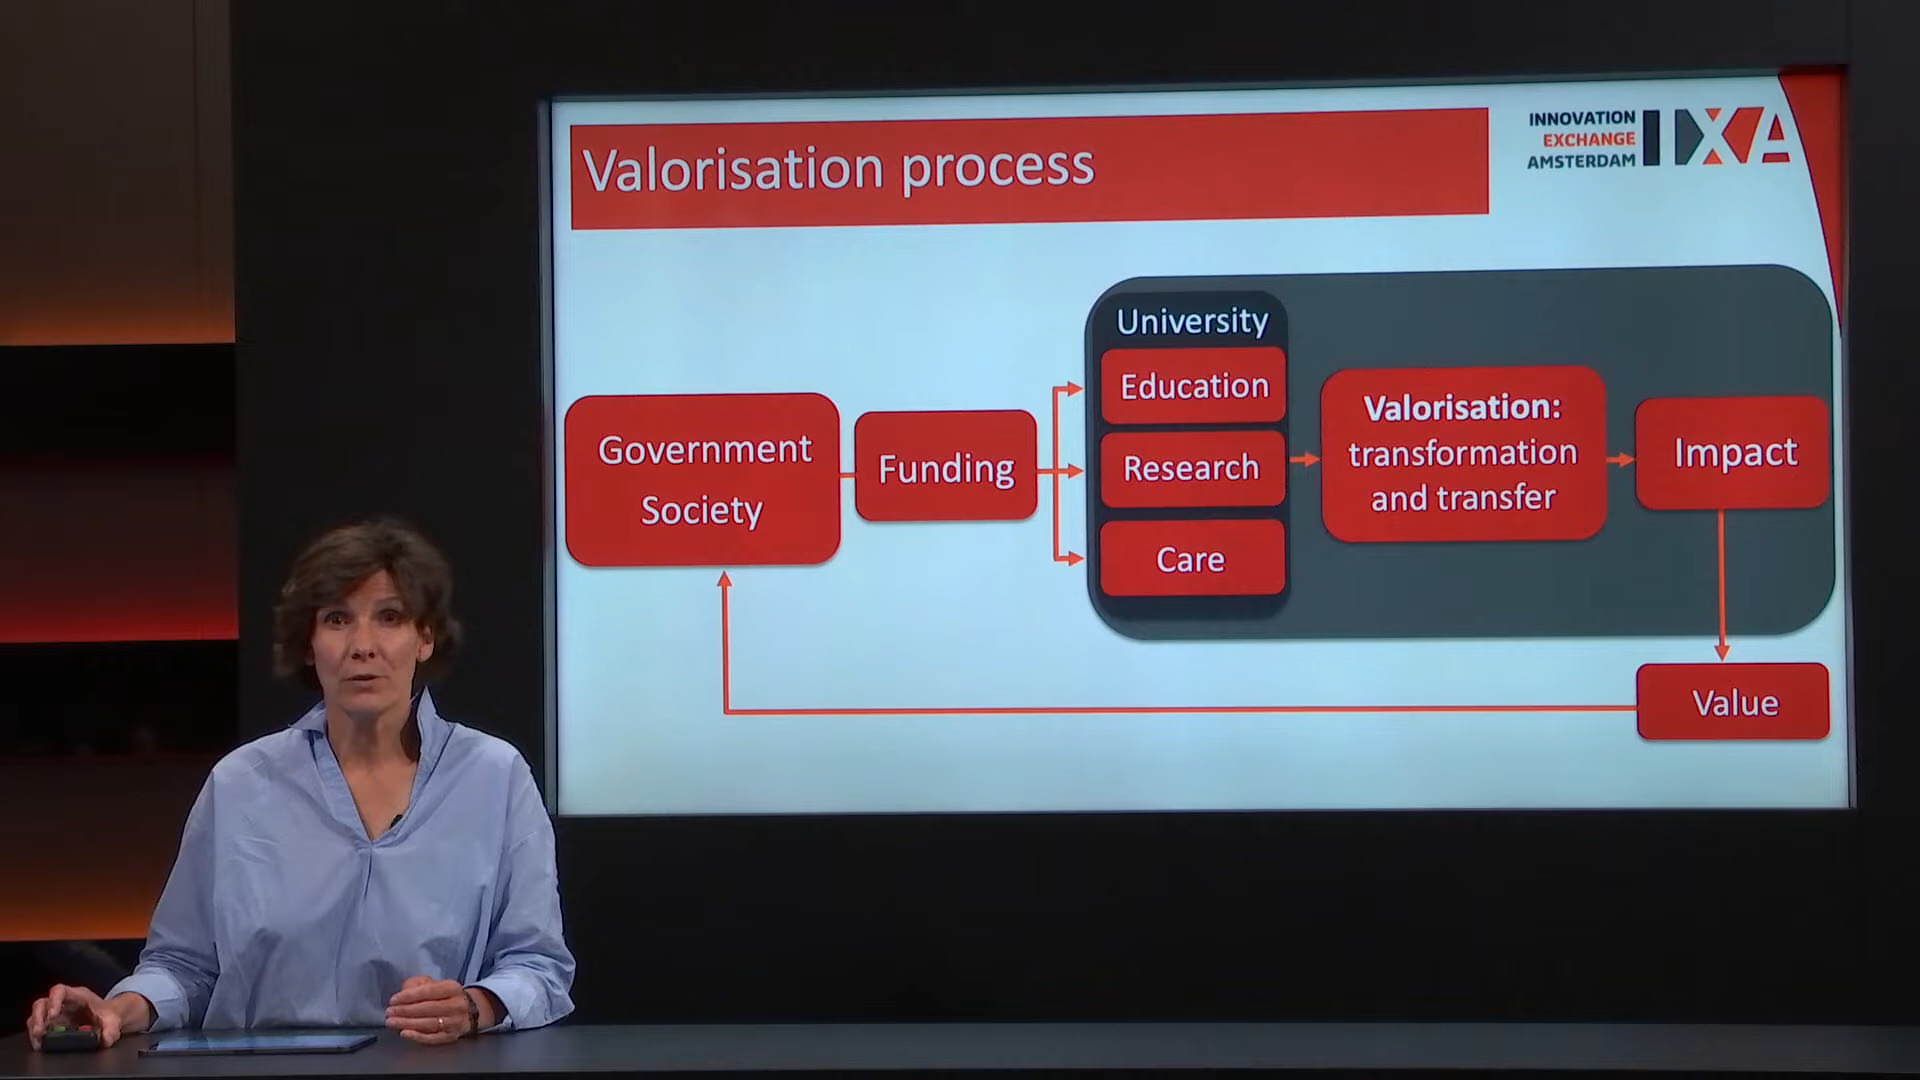 Valorisation process
INNOVATION
EXCHANGE
AMSTERDAM
IXA
Government
Society
Funding
University
Education
Research
Care
Valorisation:
transformation
and transfer
Impact
Value